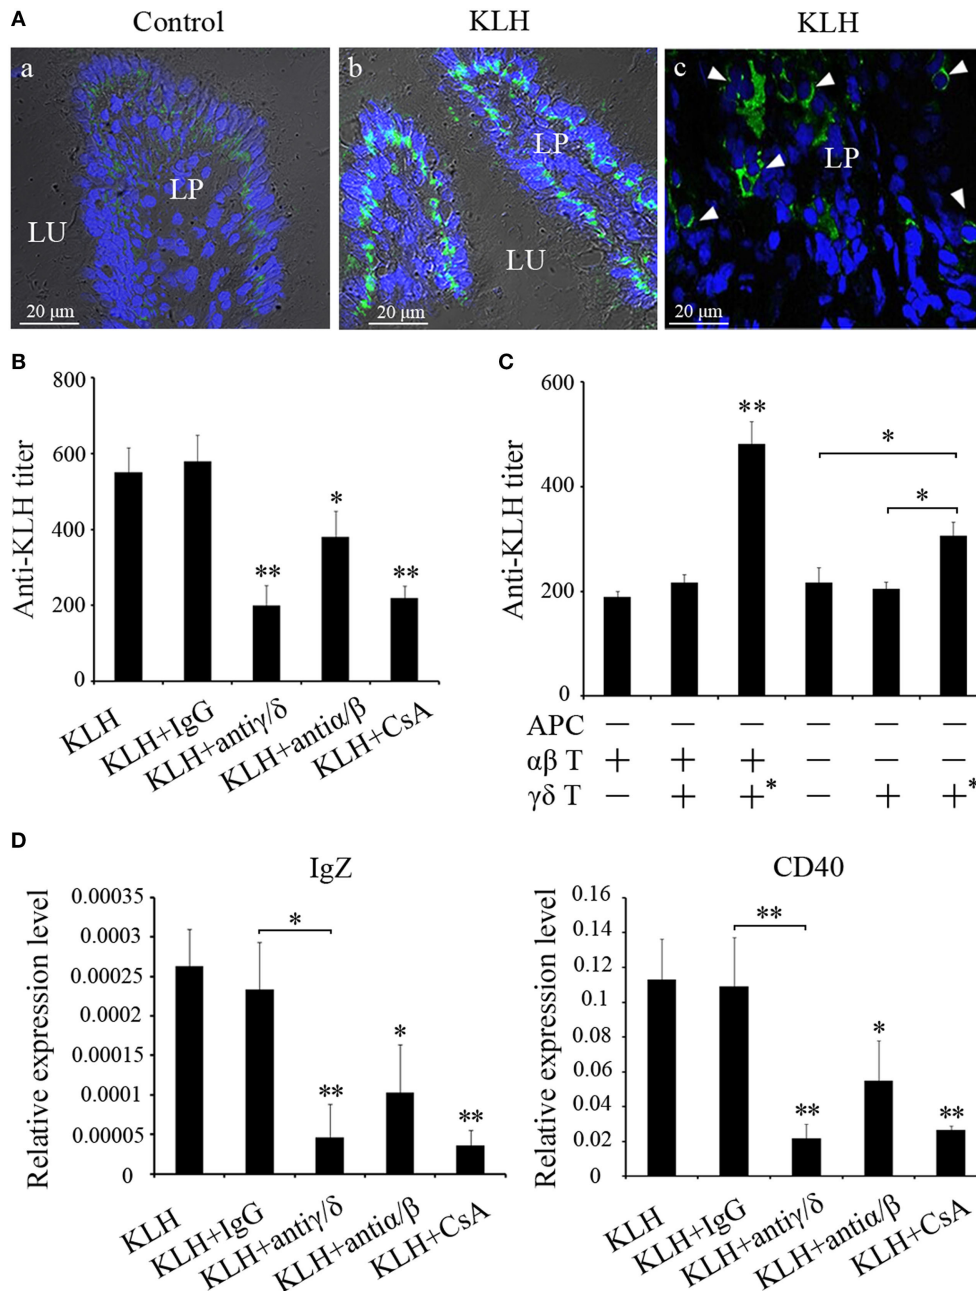 A
Control
KLH
KLH
a
b
c
LP
LU
LP
LU
LP
20 μm
20 μm
20 μm
B
Anti-KLH titer
800
600
400
200
0
**
*
**
KLH
KLH+IgG
KLH+antiγ/δ
KLH+antiα/β
KLH+CsA
C
Anti-KLH titer
600
400
200
0
**
*
*
APC — — — — — —
αβ T + + + — — —
γδ T — + +* — + +*
D
IgZ
Relative expression level
0.00035
0.0003
0.00025
0.0002
0.00015
0.0001
0.00005
0
*
**
*
**
KLH
KLH+IgG
KLH+antiγ/δ
KLH+antiα/β
KLH+CsA
CD40
Relative expression level
0.16
0.14
0.12
0.1
0.08
0.06
0.04
0.02
0
**
**
*
**
KLH
KLH+IgG
KLH+antiγ/δ
KLH+antiα/β
KLH+CsA